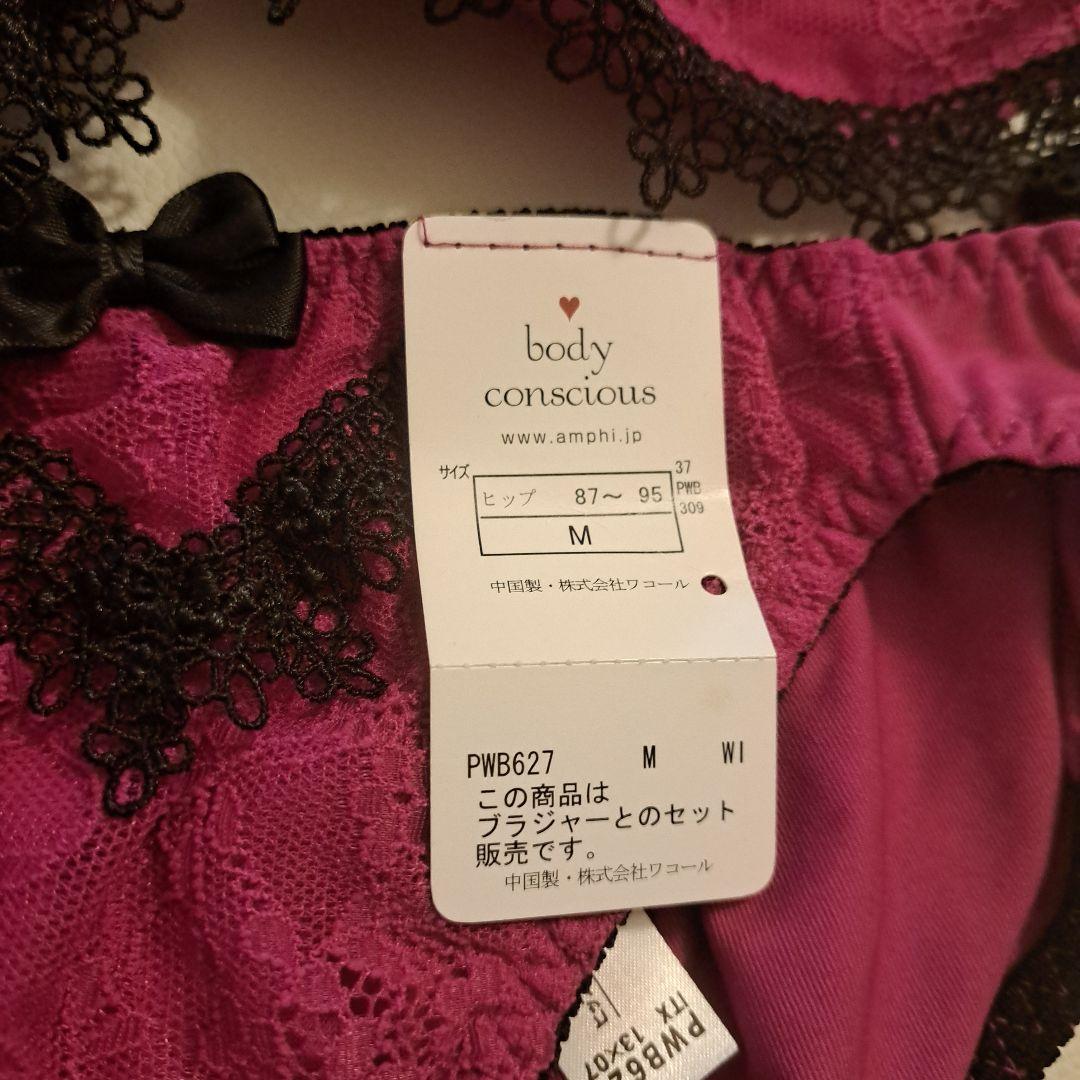 body
conscious
www.amphi.jp
サイズ
ヒップ 87〜 95
M
37
PWB
309
中国製・株式会社ワコール
PWB627 M WI
この商品は
ブラジャーとのセット
販売です。
中国製・株式会社ワコール
ITX
13×07